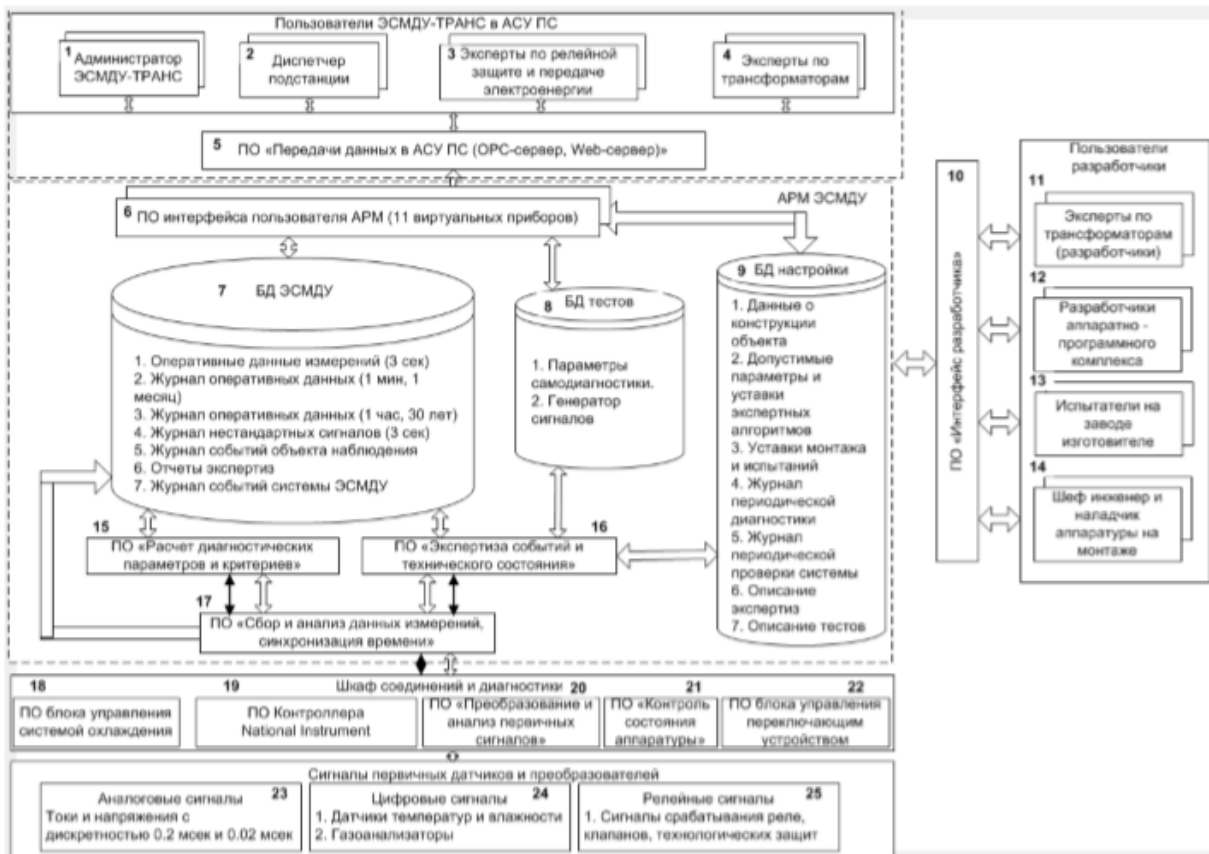 Пользователи ЭСМДУ-ТРАНС в АСУ ПС
1
Администратор
ЭСМДУ-ТРАНС
2
Диспетчер
подстанции
3 Эксперты по релейной
защите и передаче
электроенергии
4 Эксперты по
трансформаторам
5 ПО «Передачи данных в АСУ ПС (OPC-сервер, Web-сервер)»
АРМ ЭСМДУ
6 ПО интерфейса пользователя АРМ (11 виртуальных приборов)
7 БД ЭСМДУ
1. Оперативные данные измерений (3 сек)
2. Журнал оперативных данных (1 мин, 1
месяц)
3. Журнал оперативных данных (1 час, 30 лет)
4. Журнал нестандартных сигналов (3 сек)
5. Журнал событий объекта наблюдения
6. Отчеты экспертиз
7. Журнал событий системы ЭСМДУ
8 БД тестов
1. Параметры
самодиагностики.
2. Генератор
сигналов
9 БД настройки
1. Данные о
конструкции
объекта
2. Допустимые
параметры и
уставки
экспертных
алгоритмов
3. Уставки монтажа
и испытаний
4. Журнал
периодической
диагностики
5. Журнал
периодической
проверки системы
6. Описание
экспертиз
7. Описание тестов
10
ПО «Интерфейс разработчика»
Пользователи
разработчики
11
Эксперты по
трансформаторам
(разработчики)
12
Разработчики
аппаратно -
программного
комплекса
13
Испытатели на
заводе
изготовителе
14
Шеф инженер и
наладчик
аппаратуры на
монтаже
15
ПО «Расчет диагностических
параметров и критериев»
16
ПО «Экспертиза событий и
технического состояния»
17
ПО «Сбор и анализ данных измерений,
синхронизация времени»
Шкаф соединений и диагностики
18
ПО блока управления
системой охлаждения
19
ПО Контроллера
National Instrument
20
ПО «Преобразование и
анализ первичных
сигналов»
21
ПО «Контроль
состояния
аппаратуры»
22
ПО блока управления
переключающим
устройством
Сигналы первичных датчиков и преобразователей
Аналоговые сигналы 23
Токи и напряжения с
дискретностью 0.2 мсек и 0.02 мсек
Цифровые сигналы 24
1. Датчики температур и влажности
2. Газоанализаторы
Релейные сигналы 25
1. Сигналы срабатывания реле,
клапанов, технологических защит